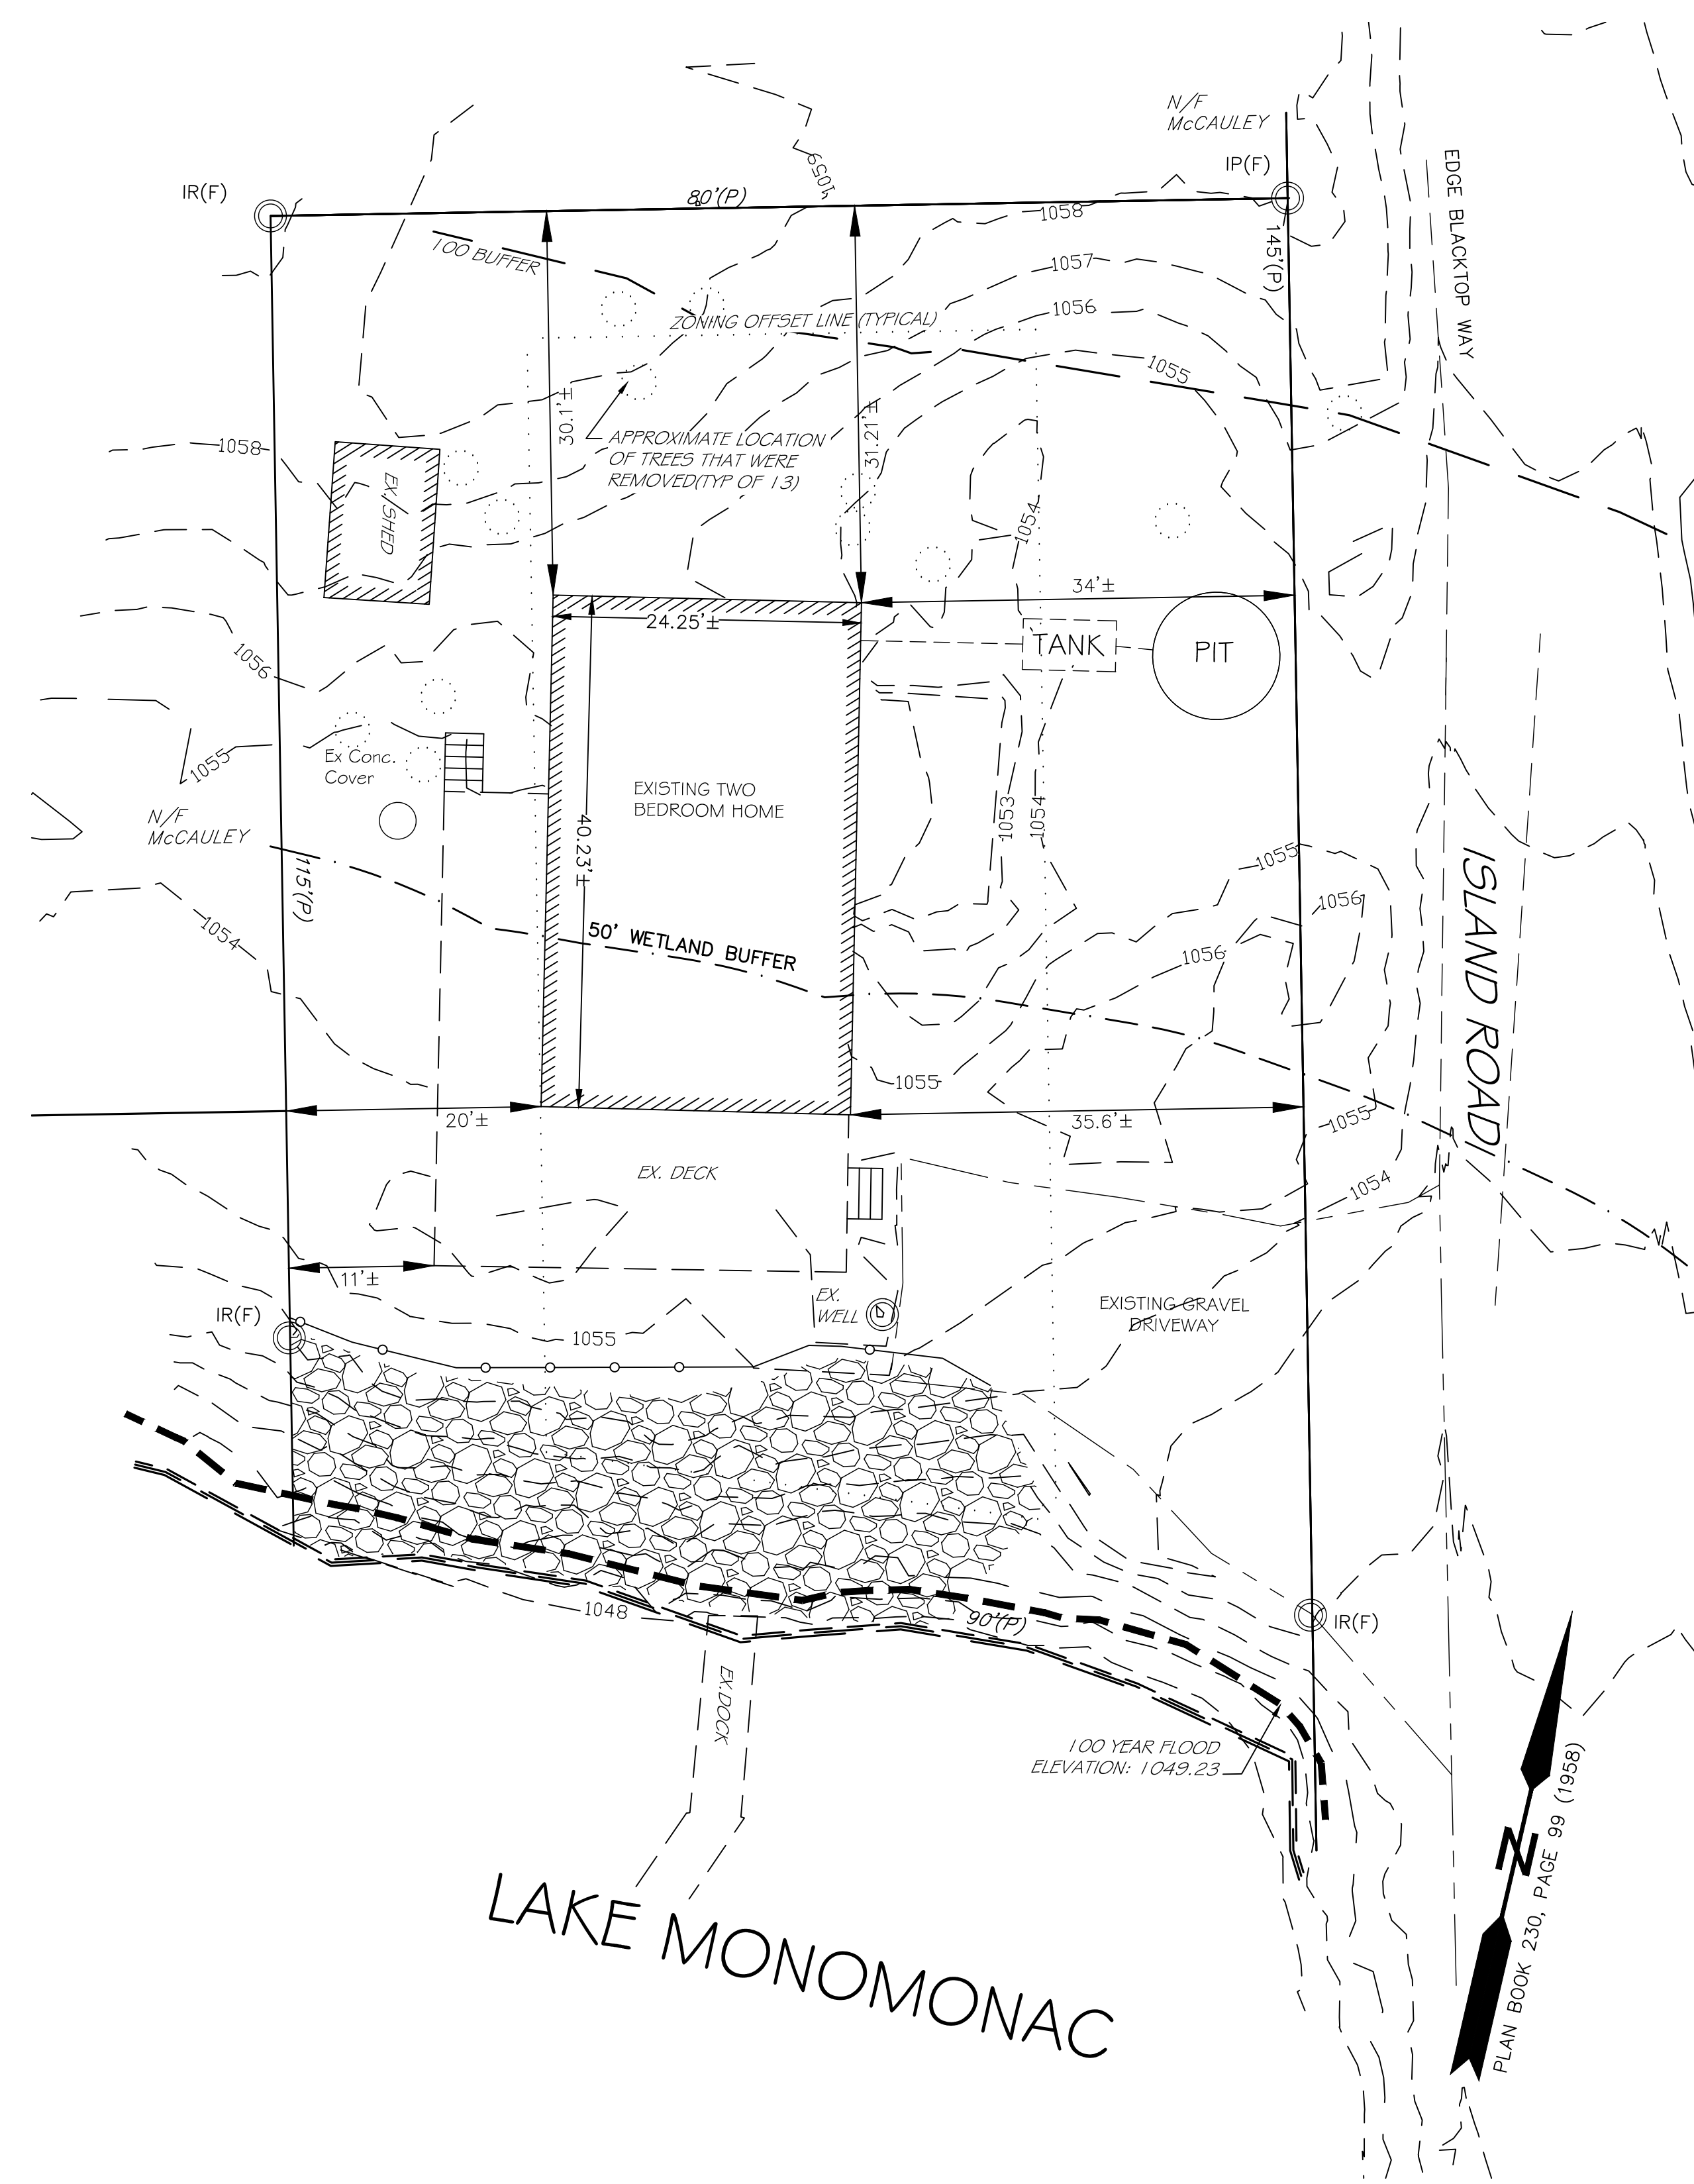 N/F
McCAULEY
IR(F)
IP(F)
80'(P)
1059
1058
EDGE BLACKTOP WAY
145'(P)
100 BUFFER
1057
1056
ZONING OFFSET LINE (TYPICAL)
1055
30.1'±
31.21'±
APPROXIMATE LOCATION
OF TREES THAT WERE
REMOVED(TYP OF 13)
1058
EX. SHED
1054
34'±
24.25'±
TANK
PIT
1056
1055
Ex Conc.
Cover
EXISTING TWO
BEDROOM HOME
40.23'±
1053
1054
N/F
McCAULEY
115'(P)
1054
50' WETLAND BUFFER
1055
1056
1056
ISLAND ROAD
1055
1055
20'±
35.6'±
EX. DECK
1054
11'±
EX.
WELL
EXISTING GRAVEL
DRIVEWAY
IR(F)
1055
1048
90'(P)
IR(F)
EX.DOCK
100 YEAR FLOOD
ELEVATION: 1049.23
N
PLAN BOOK 230, PAGE 99 (1958)
LAKE MONOMONAC